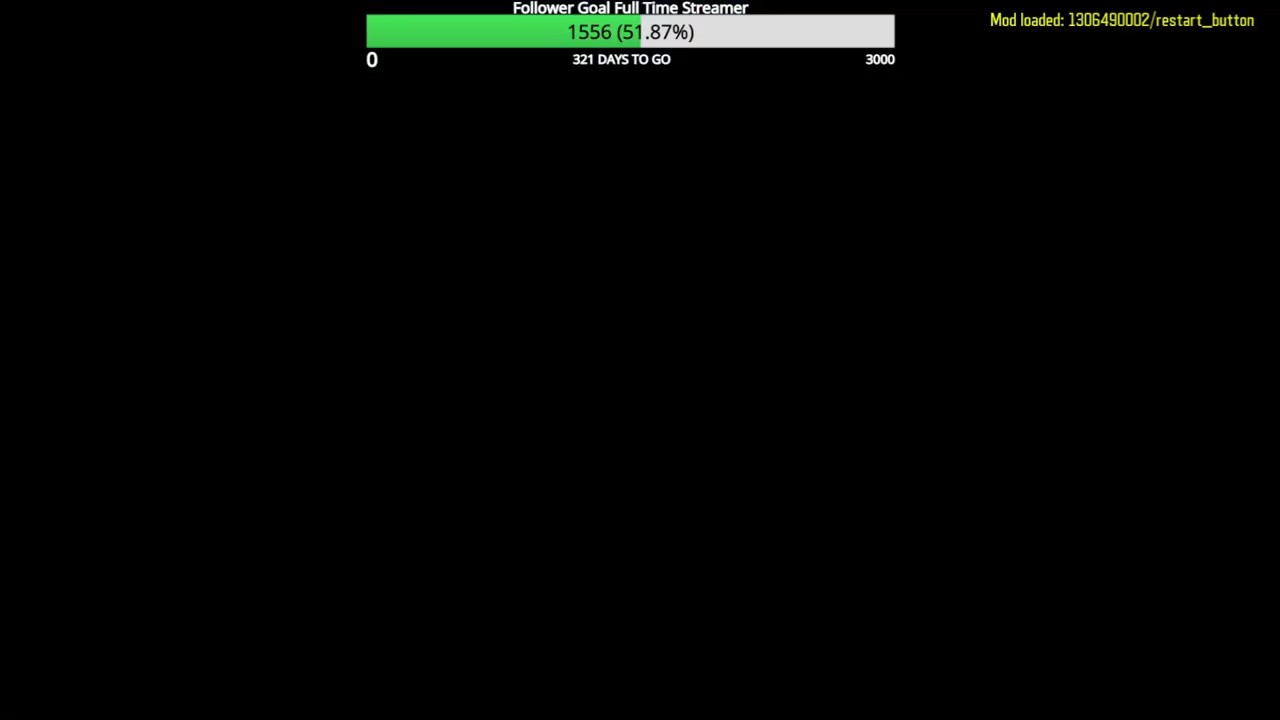 Follower Goal Full Time Streamer
1556 (51.87%)
0 321 DAYS TO GO 3000
Mod loaded: 1306490002/restart_button